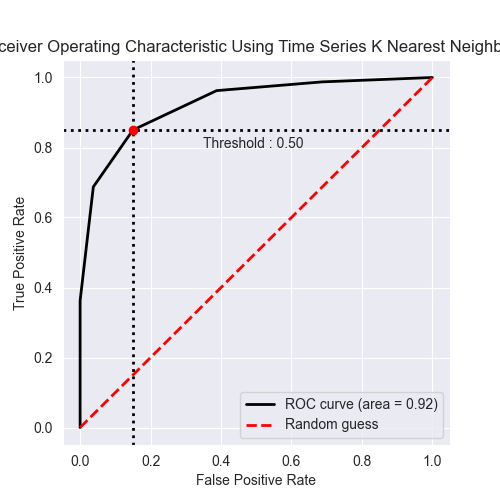 ceiver Operating Characteristic Using Time Series K Nearest Neighb
1.0
0.8
0.6
0.4
0.2
0.0
True Positive Rate
Threshold : 0.50
ROC curve (area = 0.92)
Random guess
0.0 0.2 0.4 0.6 0.8 1.0
False Positive Rate